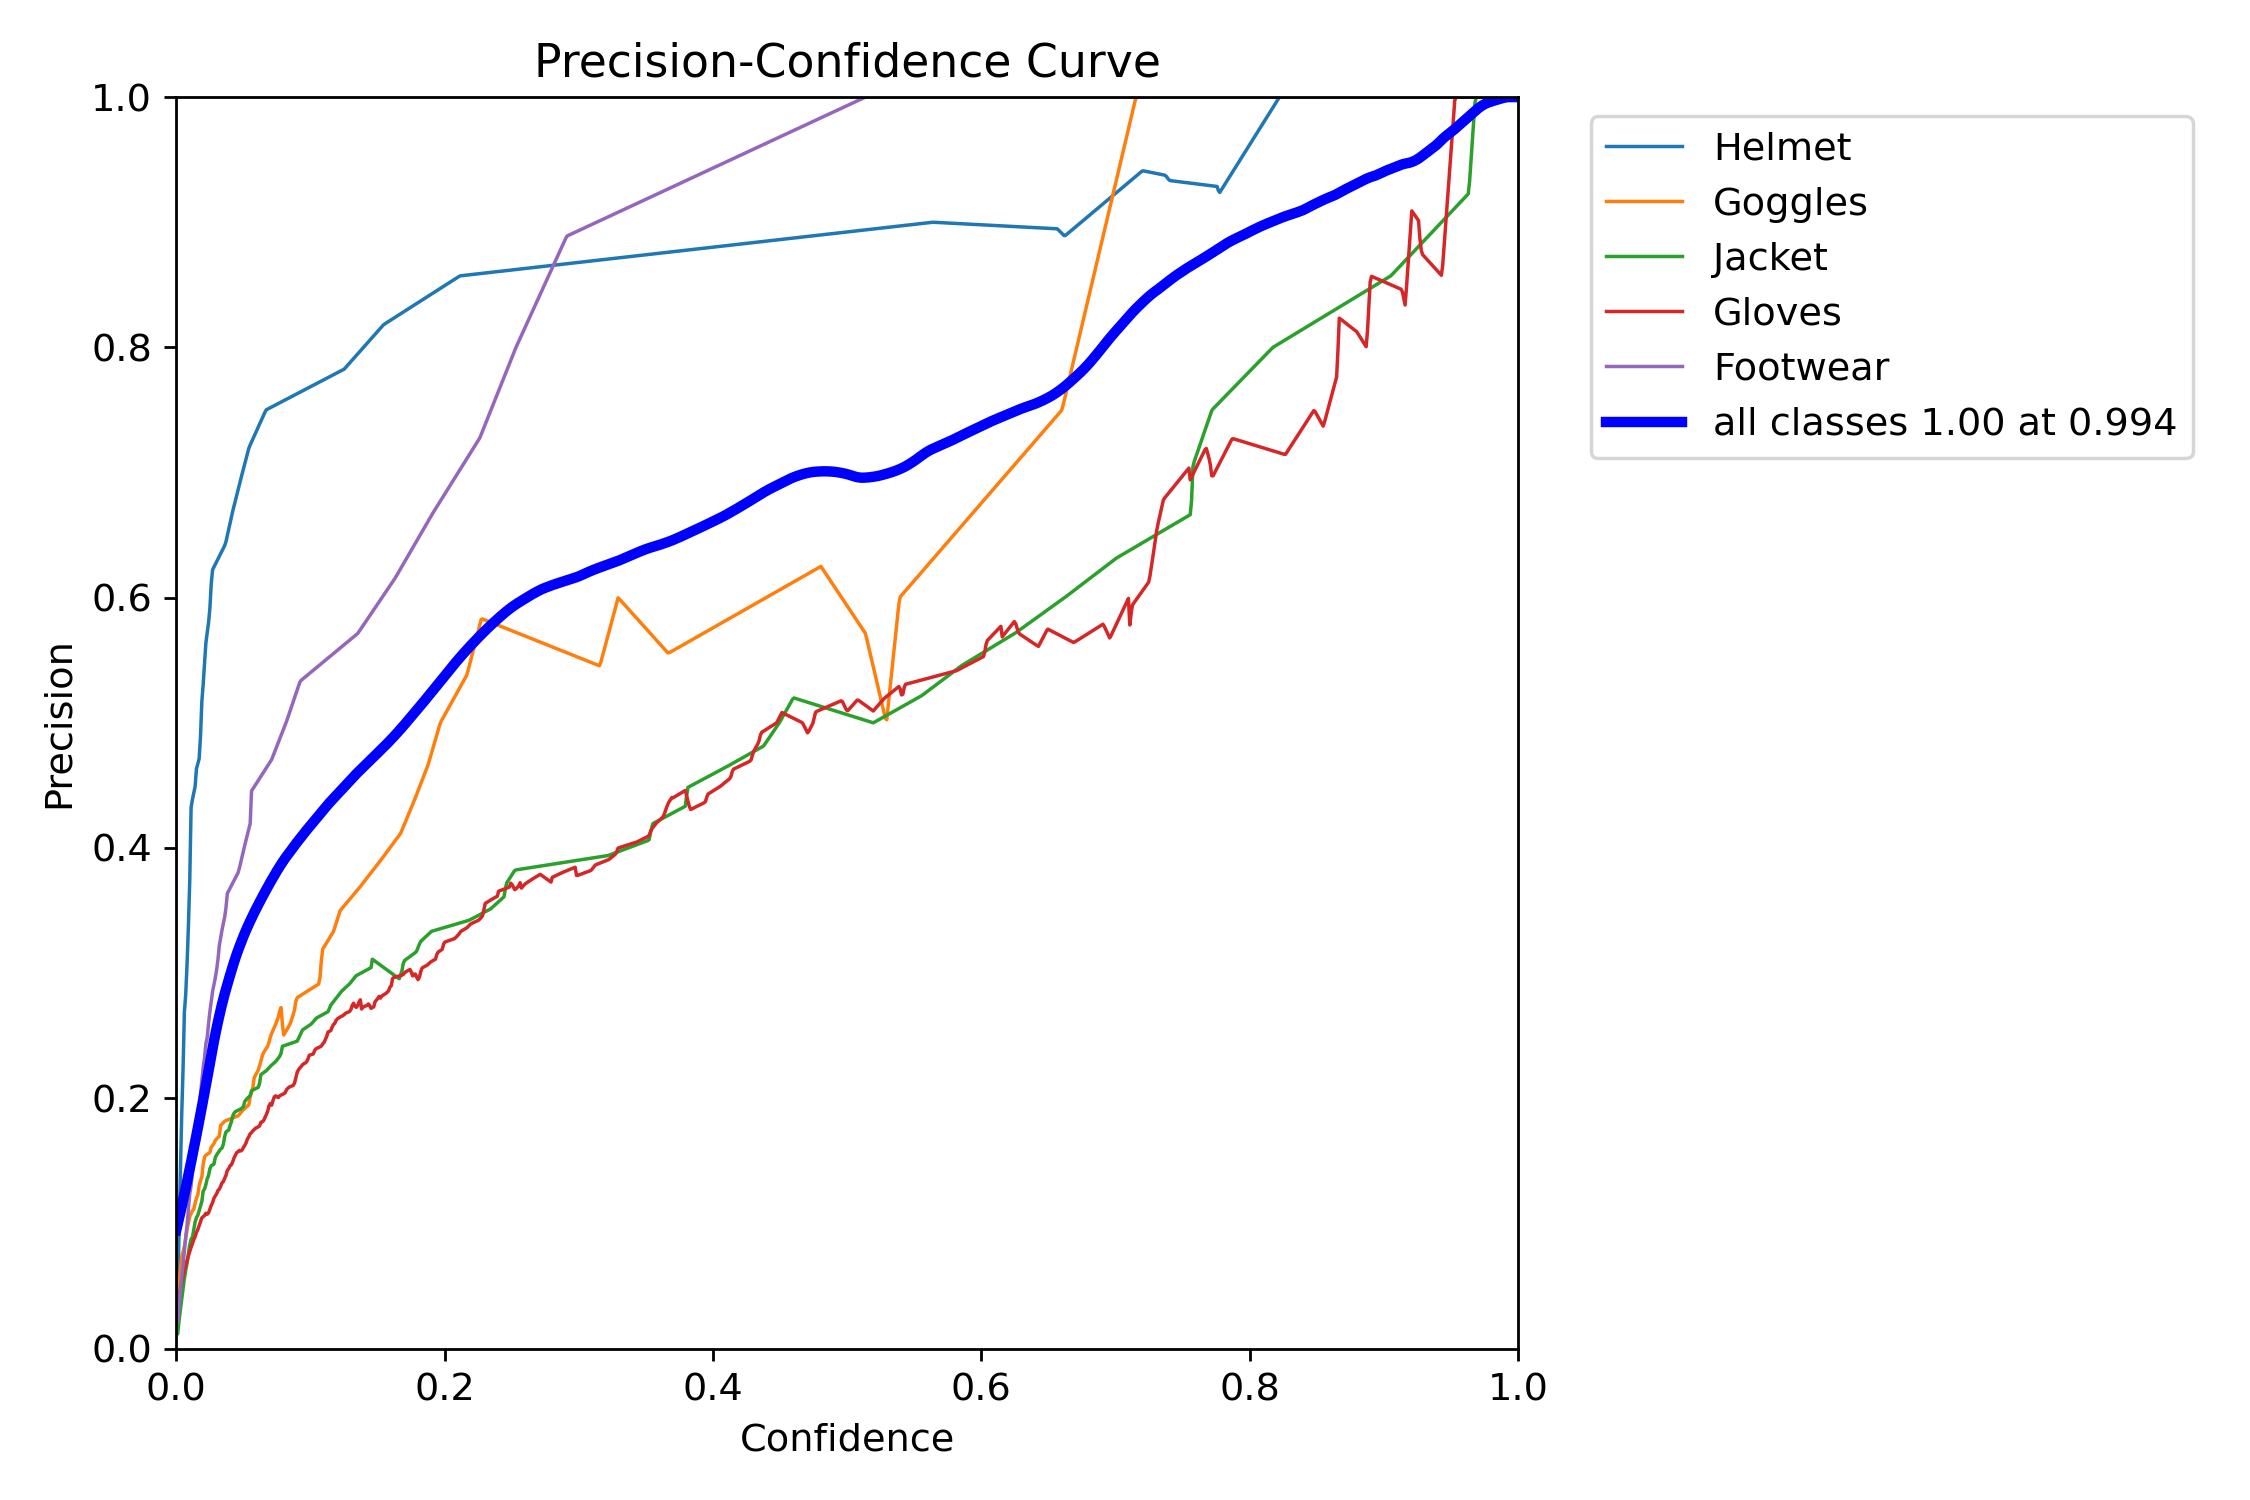 Precision-Confidence Curve
1.0
0.8
0.6
0.4
0.2
0.0
Precision
0.0 0.2 0.4 0.6 0.8 1.0
Confidence
Helmet
Goggles
Jacket
Gloves
Footwear
all classes 1.00 at 0.994